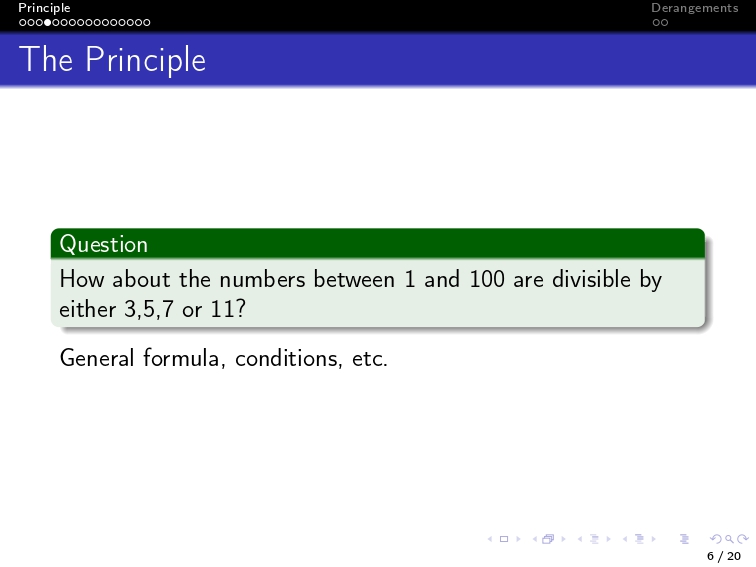 Principle
Derangements
The Principle
Question
How about the numbers between 1 and 100 are divisible by
either 3,5,7 or 11?
General formula, conditions, etc.
6 / 20